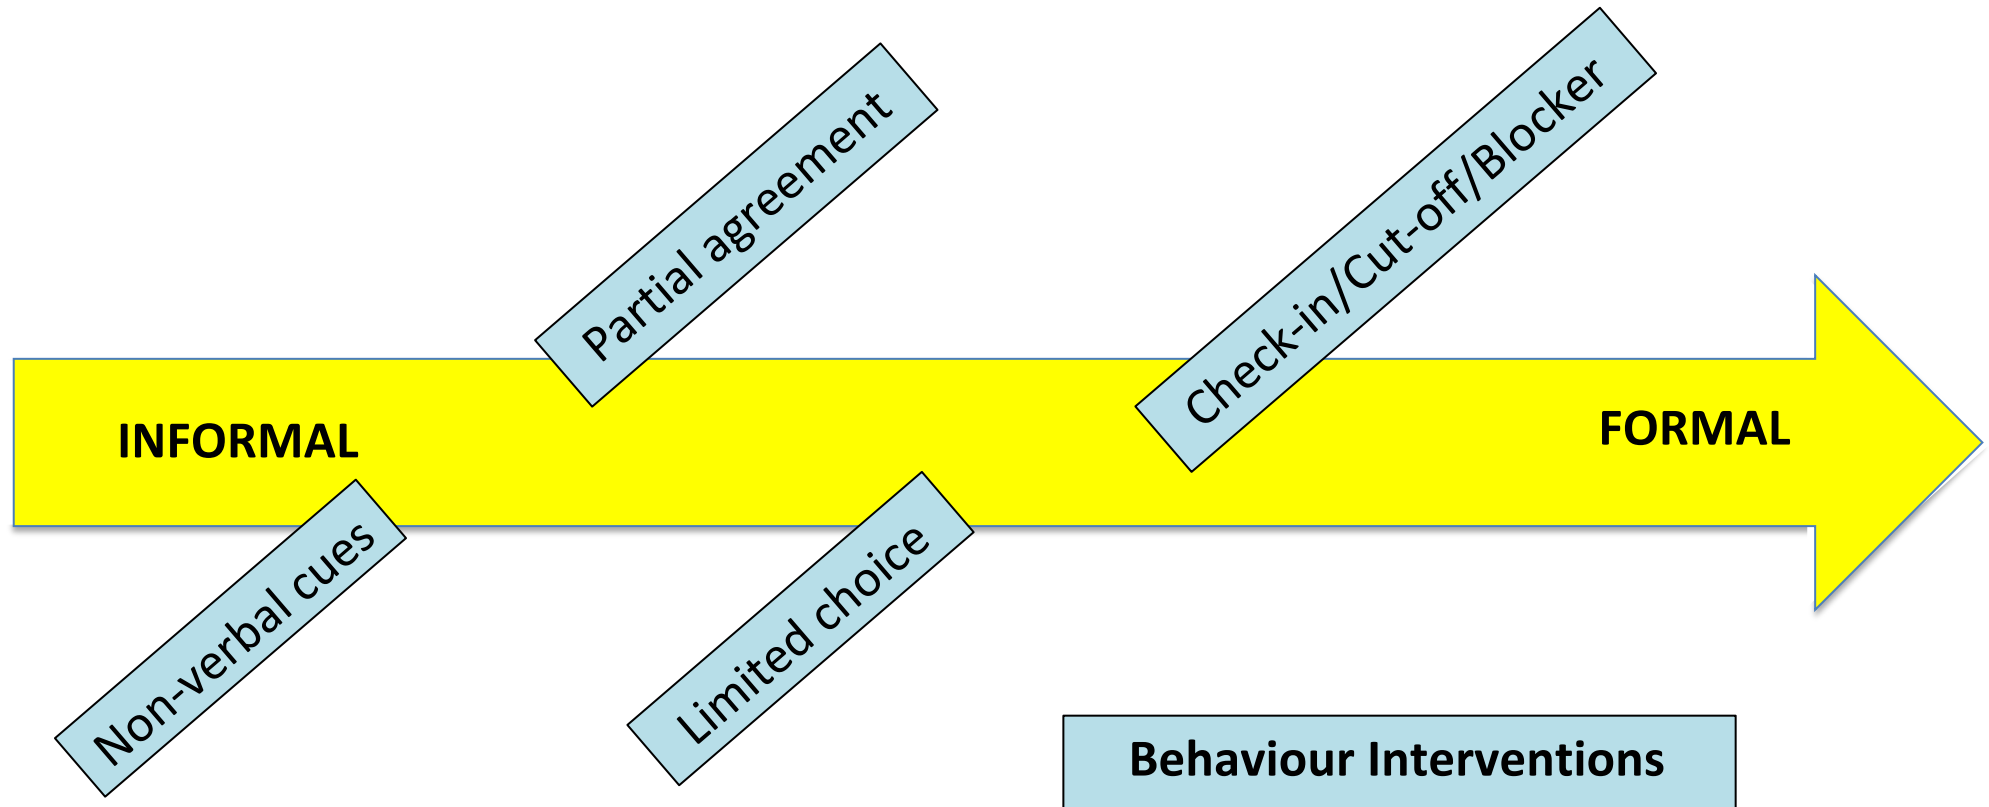 Partial agreement
Check-in/Cut-off/Blocker
INFORMAL
FORMAL
Non-verbal cues
Limited choice
Behaviour Interventions